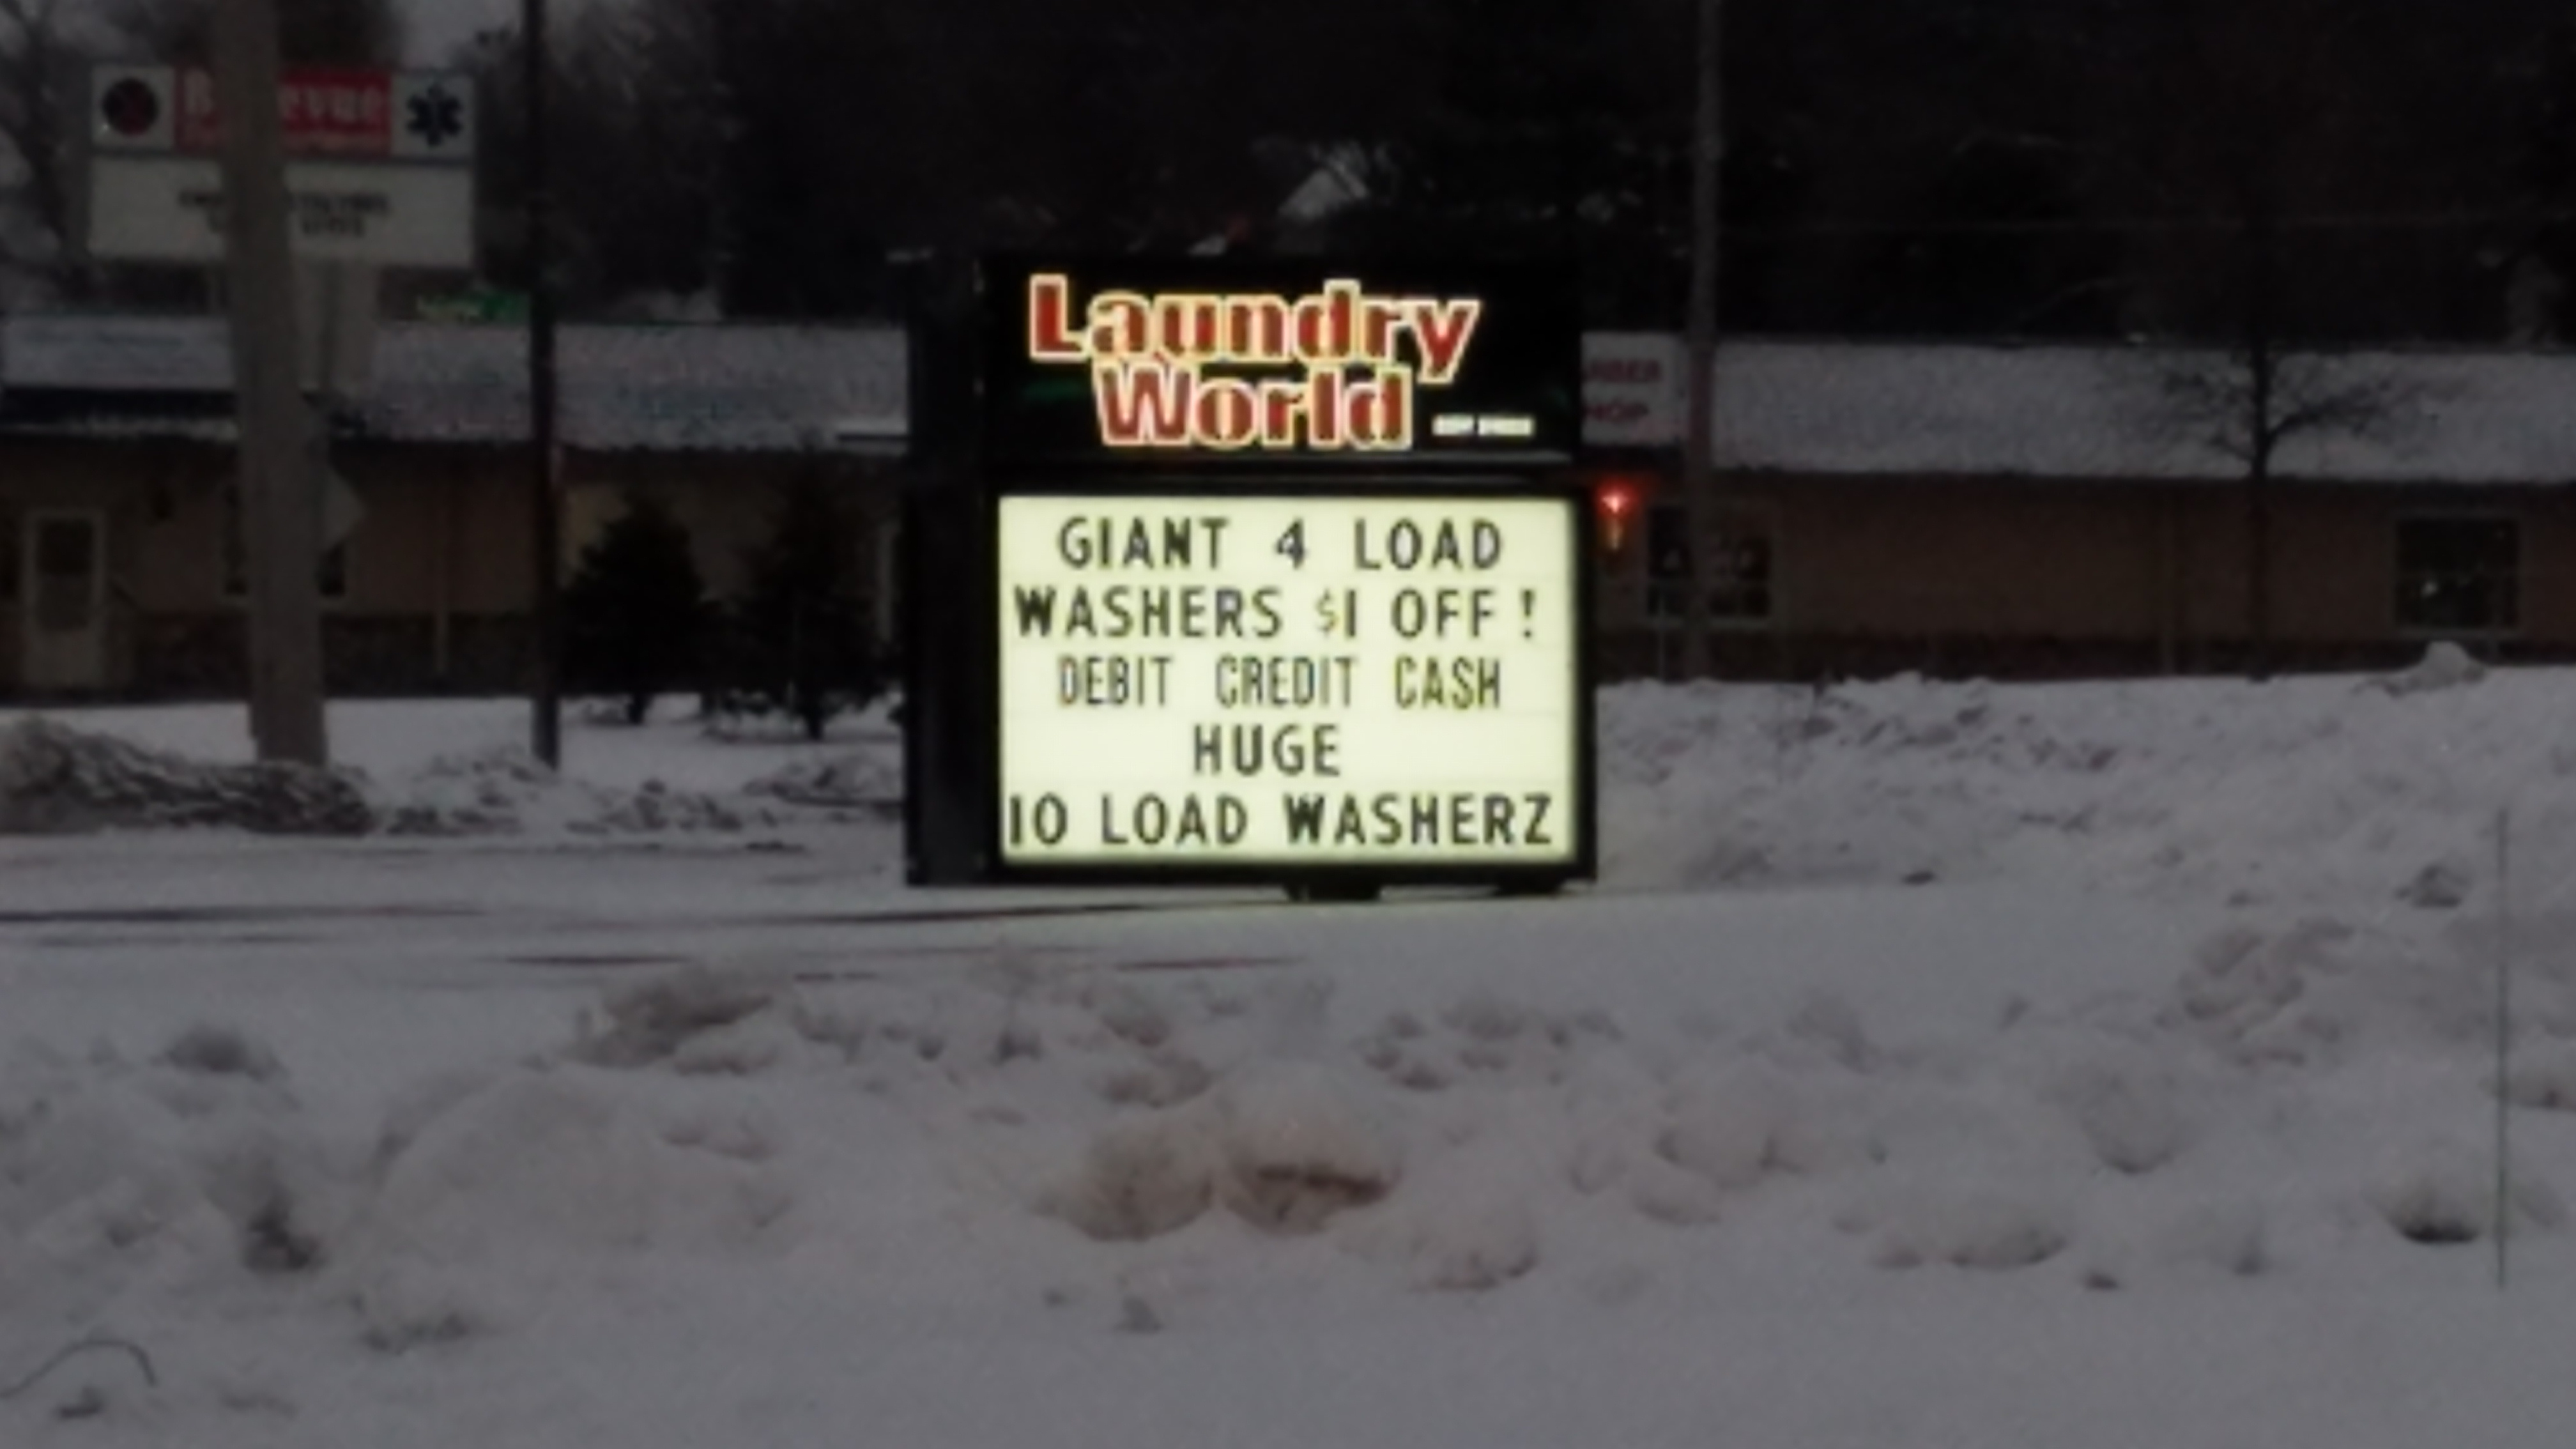 Laundry
World
GIANT 4 LOAD
WASHERS $1 OFF!
DEBIT CREDIT CASH
HUGE
10 LOAD WASHERZ